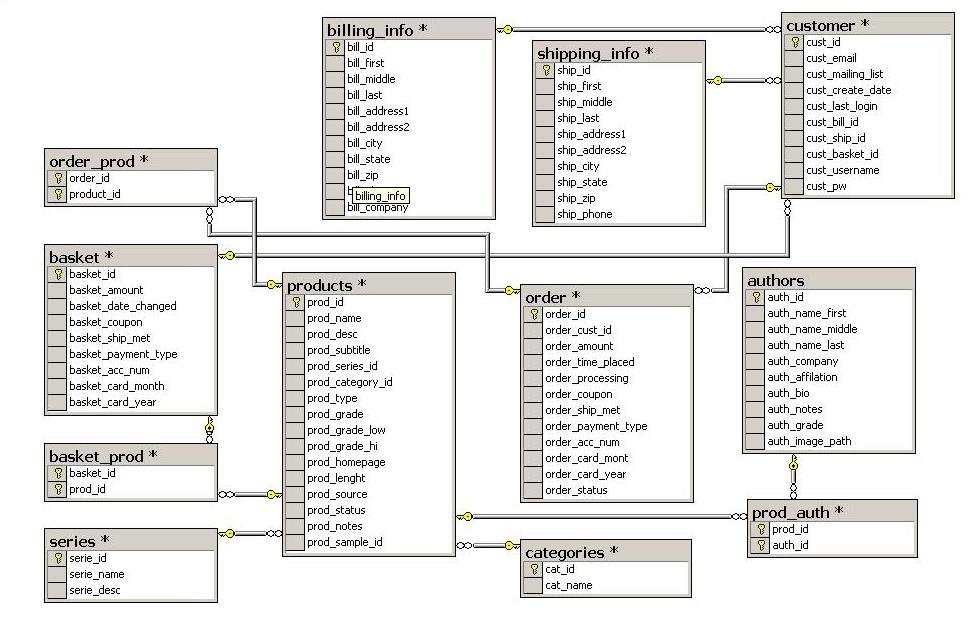 billing_info *
bill_id
bill_first
bill_middle
bill_last
bill_address1
bill_address2
bill_city
bill_state
bill_zip
billing_info
bill_company
shipping_info *
ship_id
ship_first
ship_middle
ship_last
ship_address1
ship_address2
ship_city
ship_state
ship_zip
ship_phone
customer *
cust_id
cust_email
cust_mailing_list
cust_create_date
cust_last_login
cust_bill_id
cust_ship_id
cust_basket_id
cust_username
cust_pw
order_prod *
order_id
product_id
basket *
basket_id
basket_amount
basket_date_changed
basket_coupon
basket_ship_met
basket_payment_type
basket_acc_num
basket_card_month
basket_card_year
products *
prod_id
prod_name
prod_desc
prod_subtitle
prod_series_id
prod_category_id
prod_type
prod_grade
prod_grade_low
prod_grade_hi
prod_homepage
prod_lenght
prod_source
prod_status
prod_notes
prod_sample_id
order *
order_id
order_cust_id
order_amount
order_time_placed
order_processing
order_coupon
order_ship_met
order_payment_type
order_acc_num
order_card_mont
order_card_year
order_status
authors
auth_id
auth_name_first
auth_name_middle
auth_name_last
auth_company
auth_affilation
auth_bio
auth_notes
auth_grade
auth_image_path
basket_prod *
basket_id
prod_id
series *
serie_id
serie_name
serie_desc
categories *
cat_id
cat_name
prod_auth *
prod_id
auth_id